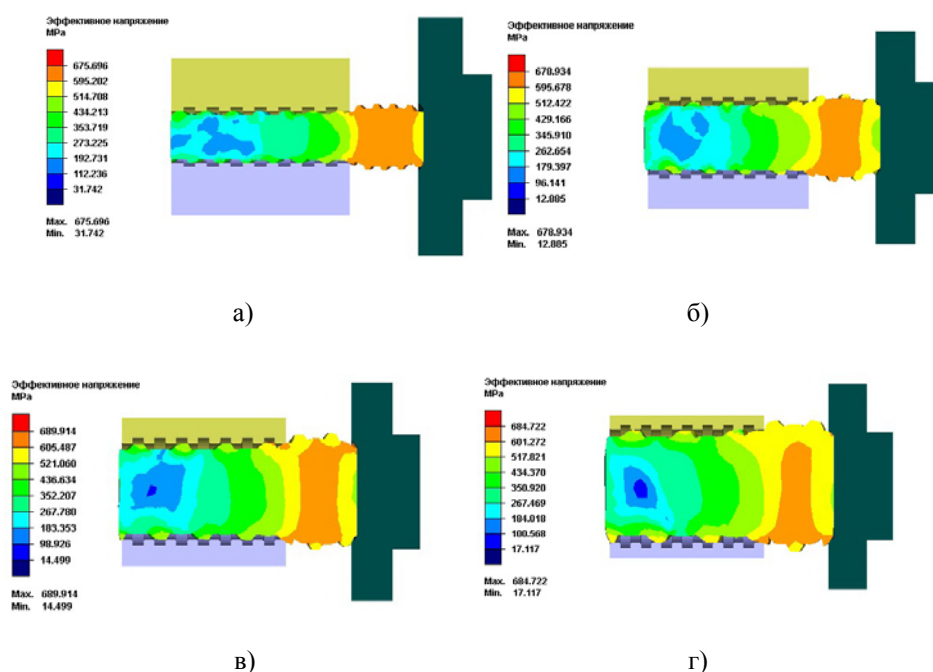 Эффективное напряжение
MPa
675.696
595.202
514.708
434.213
353.719
273.225
192.731
112.236
31.742
Max. 675.696
Min. 31.742
а)
Эффективное напряжение
MPa
678.934
595.678
512.422
429.166
345.910
262.654
179.397
96.141
12.885
Max. 678.934
Min. 12.885
б)
Эффективное напряжение
MPa
689.914
605.487
521.060
436.634
352.207
267.780
183.353
98.926
14.499
Max. 689.914
Min. 14.499
в)
Эффективное напряжение
MPa
684.722
601.272
517.821
434.370
350.920
267.469
184.018
100.568
17.117
Max. 684.722
Min. 17.117
г)